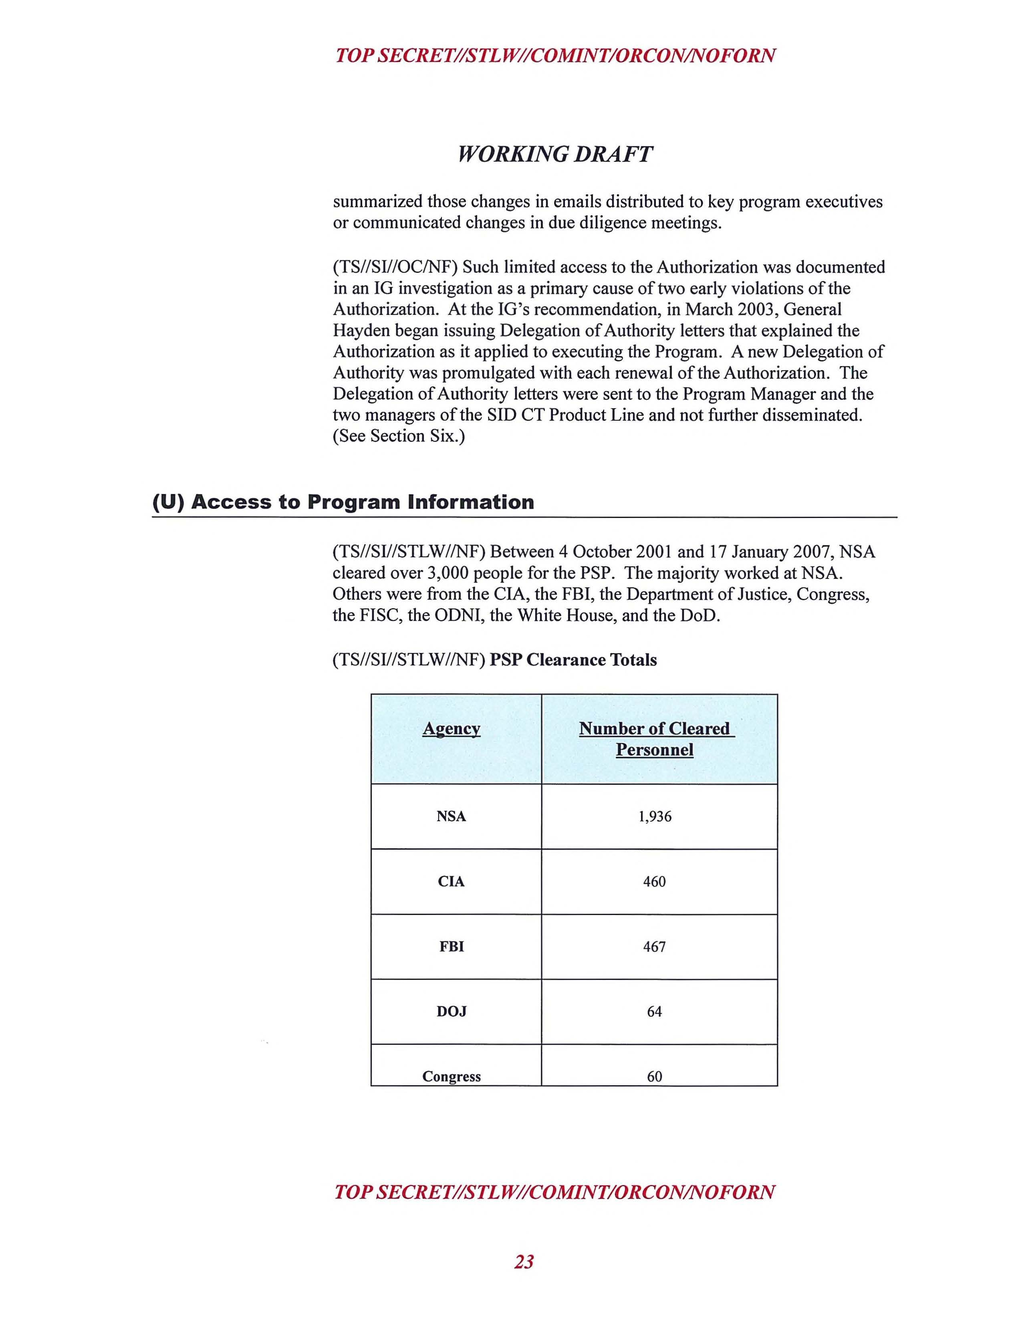 TOP SECRET//STLW//COMINT/ORCON/NOFORN
WORKING DRAFT
summarized those changes in emails distributed to key program executives
or communicated changes in due diligence meetings.
(TS//SI//OC/NF) Such limited access to the Authorization was documented
in an IG investigation as a primary cause of two early violations of the
Authorization. At the IG's recommendation, in March 2003, General
Hayden began issuing Delegation of Authority letters that explained the
Authorization as it applied to executing the Program. A new Delegation of
Authority was promulgated with each renewal of the Authorization. The
Delegation of Authority letters were sent to the Program Manager and the
two managers of the SID CT Product Line and not further disseminated.
(See Section Six.)
(U) Access to Program Information
(TS//SI//STLW//NF) Between 4 October 2001 and 17 January 2007, NSA
cleared over 3,000 people for the PSP. The majority worked at NSA.
Others were from the CIA, the FBI, the Department of Justice, Congress,
the FISC, the ODNI, the White House, and the DoD.
(TS//SI//STLW//NF) PSP Clearance Totals
Agency Number of Cleared
Personnel
NSA 1,936
CIA 460
FBI 467
DOJ 64
Congress 60
TOP SECRET//STLW//COMINT/ORCON/NOFORN
23